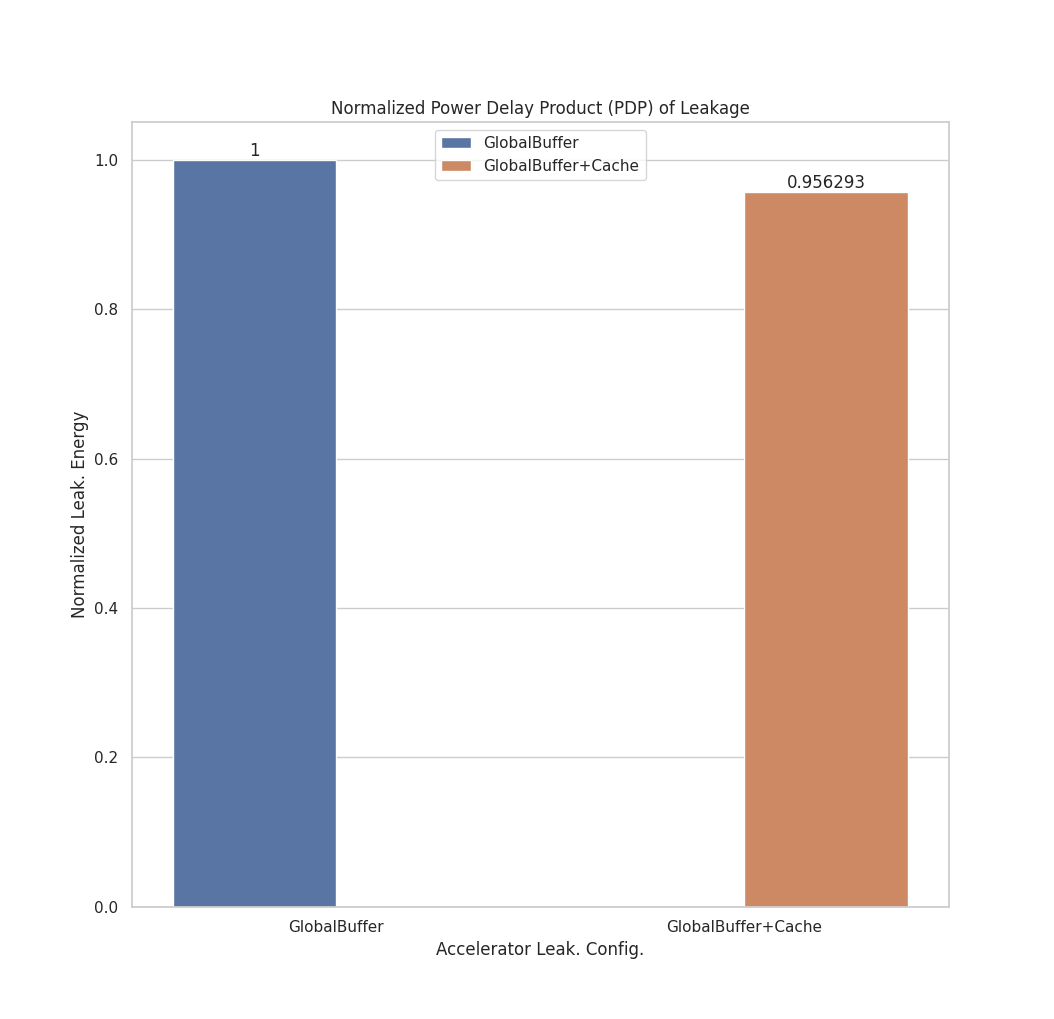 Normalized Power Delay Product (PDP) of Leakage
GlobalBuffer
GlobalBuffer+Cache
1
0.956293
1.0
0.8
0.6
0.4
0.2
0.0
Normalized Leak. Energy
GlobalBuffer
GlobalBuffer+Cache
Accelerator Leak. Config.